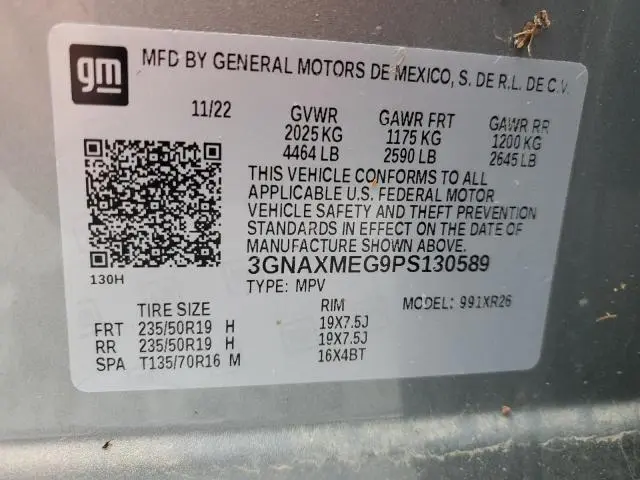 gm
MFD BY GENERAL MOTORS DE MEXICO, S. DE R.L. DE C.V.
11/22 GVWR GAWR FRT GAWR RR
2025 KG 1175 KG 1200 KG
4464 LB 2590 LB 2645 LB
THIS VEHICLE CONFORMS TO ALL
APPLICABLE U.S. FEDERAL MOTOR
VEHICLE SAFETY AND THEFT PREVENTION
STANDARDS IN EFFECT ON THE DATE OF
MANUFACTURE SHOWN ABOVE.
130H
3GNAXMEG9PS130589
TYPE: MPV MODEL: 991XR26
TIRE SIZE RIM
FRT 235/50R19 H 19X7.5J
RR 235/50R19 H 19X7.5J
SPA T135/70R16 M 16X4BT